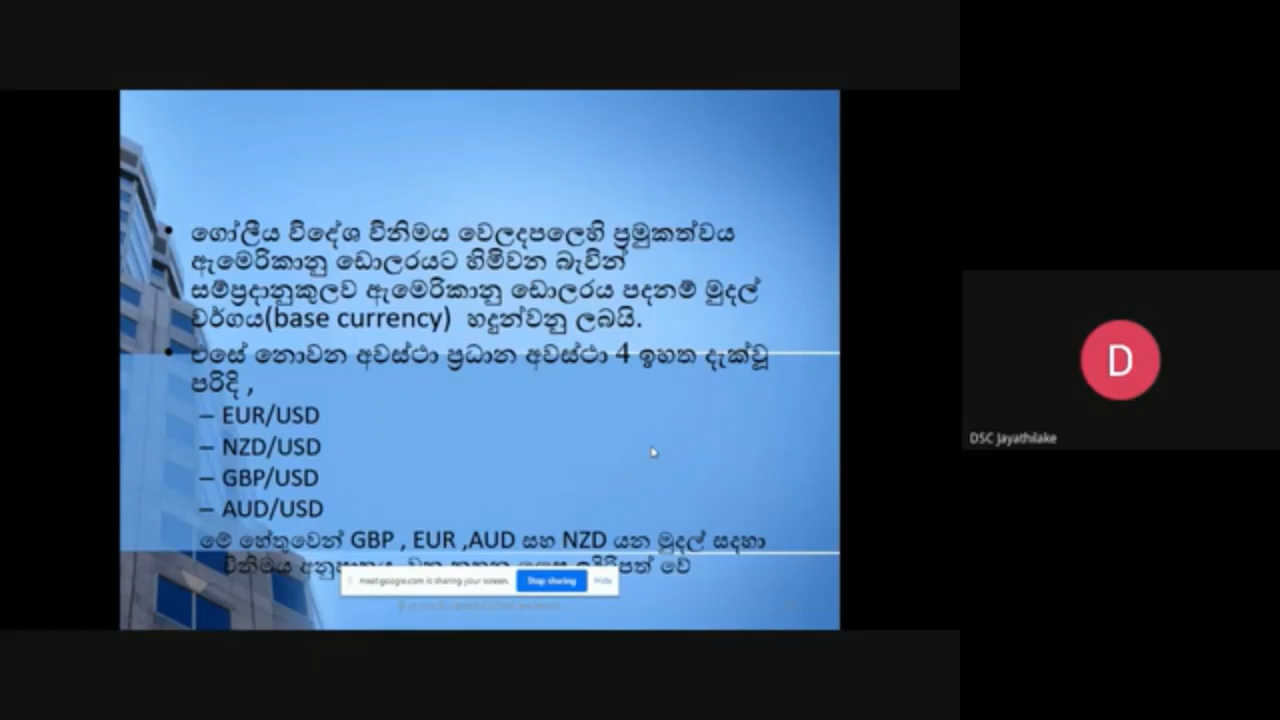 • ගෝලීය විදේශ විනිමය වෙලදපලෙහි ප්‍රමුකත්වය
ඇමෙරිකානු ඩොලරයට හිමිවන බැවින්
සම්ප්‍රදානුකූලව ඇමෙරිකානු ඩොලරය පදනම් මුදල්
වර්ගය(base currency) හඳුන්වනු ලබයි.
• එසේ නොවන අවස්ථා ප්‍රධාන අවස්ථා 4 ඉහත දැක්වූ
පරිදි ,
– EUR/USD
– NZD/USD
– GBP/USD
– AUD/USD
මේ හේතුවෙන් GBP , EUR ,AUD සහ NZD යන මුදල් සඳහා
විනිමය වේ
meet.google.com is sharing your screen.
Stop sharing
Hide
D
DSC Jayathilake